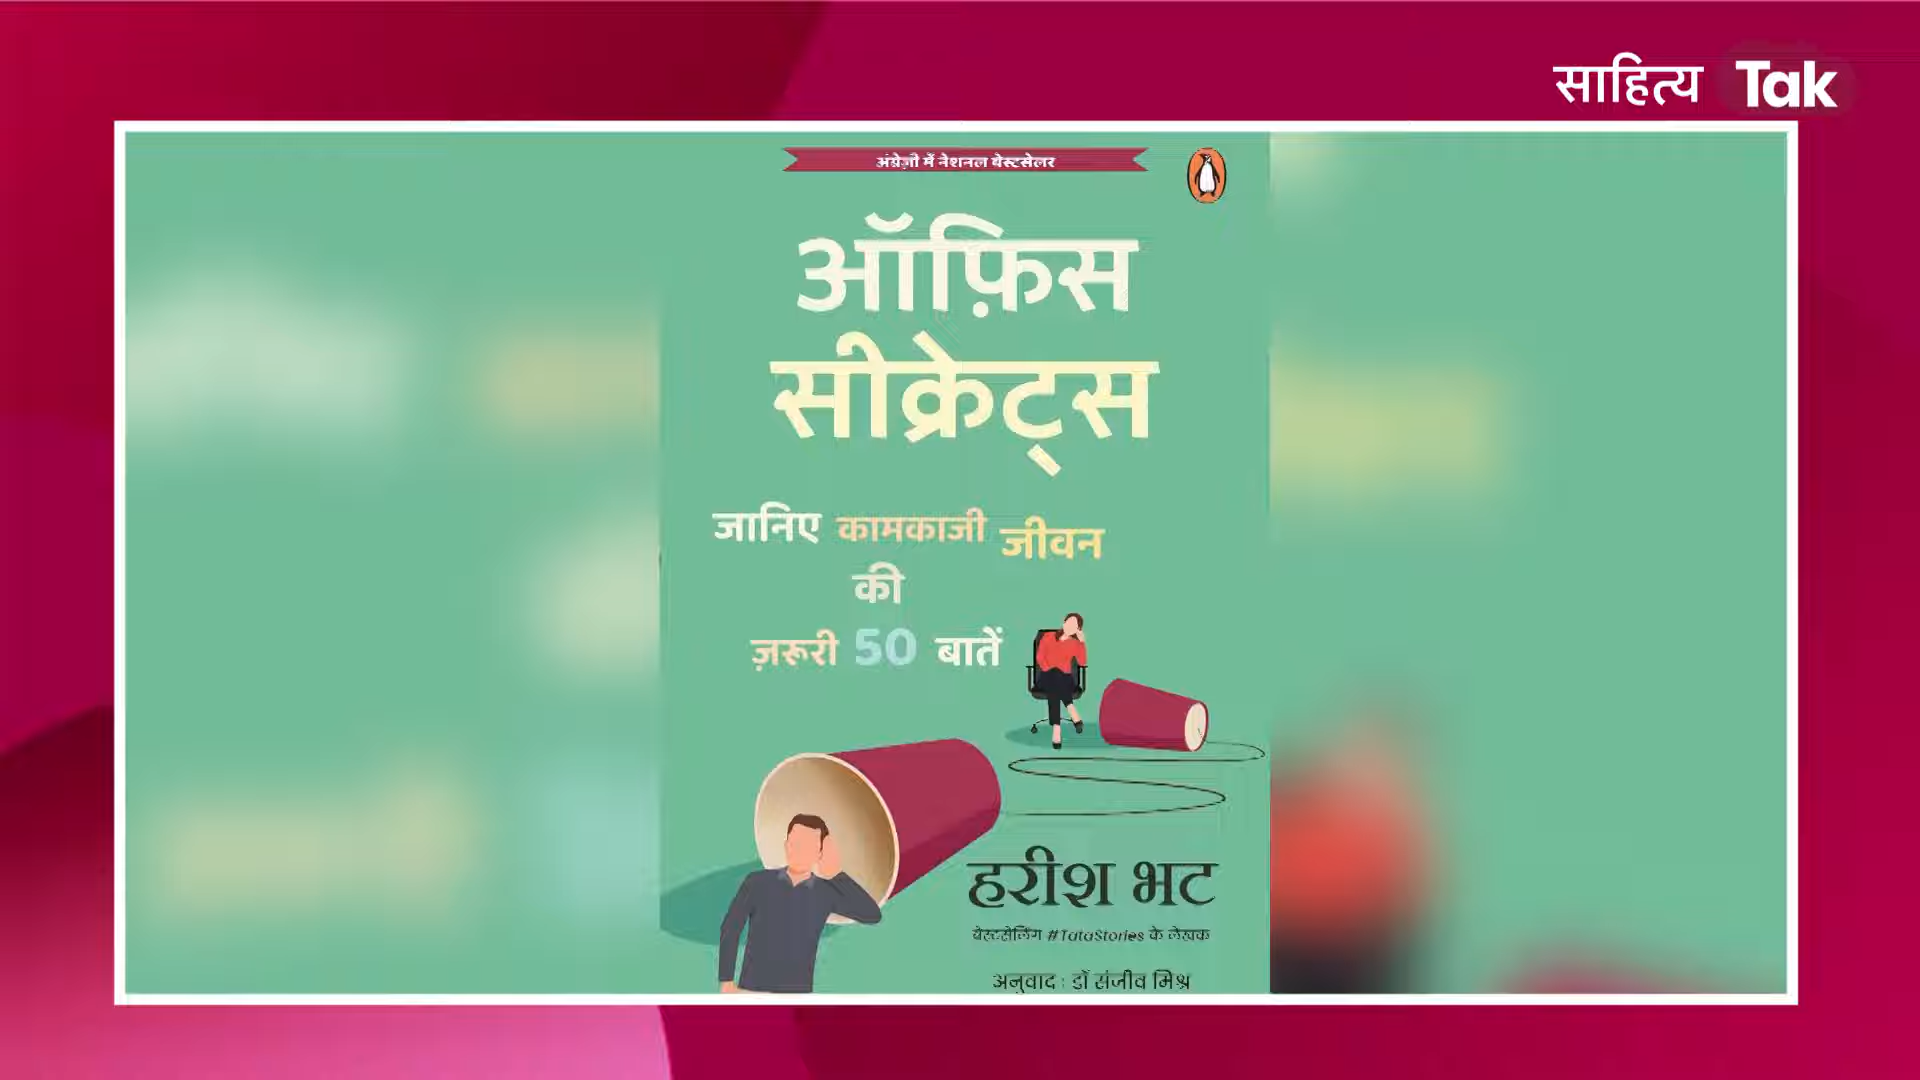 साहित्य Tak
अंग्रेज़ी में नेशनल बेस्टसेलर
ऑफ़िस
सीक्रेट्स
जानिए कामकाजी जीवन
की
ज़रूरी 50 बातें
हरीश भट
बेस्टसेलिंग #TataStories के लेखक
अनुवाद : डॉ संजीव मिश्र